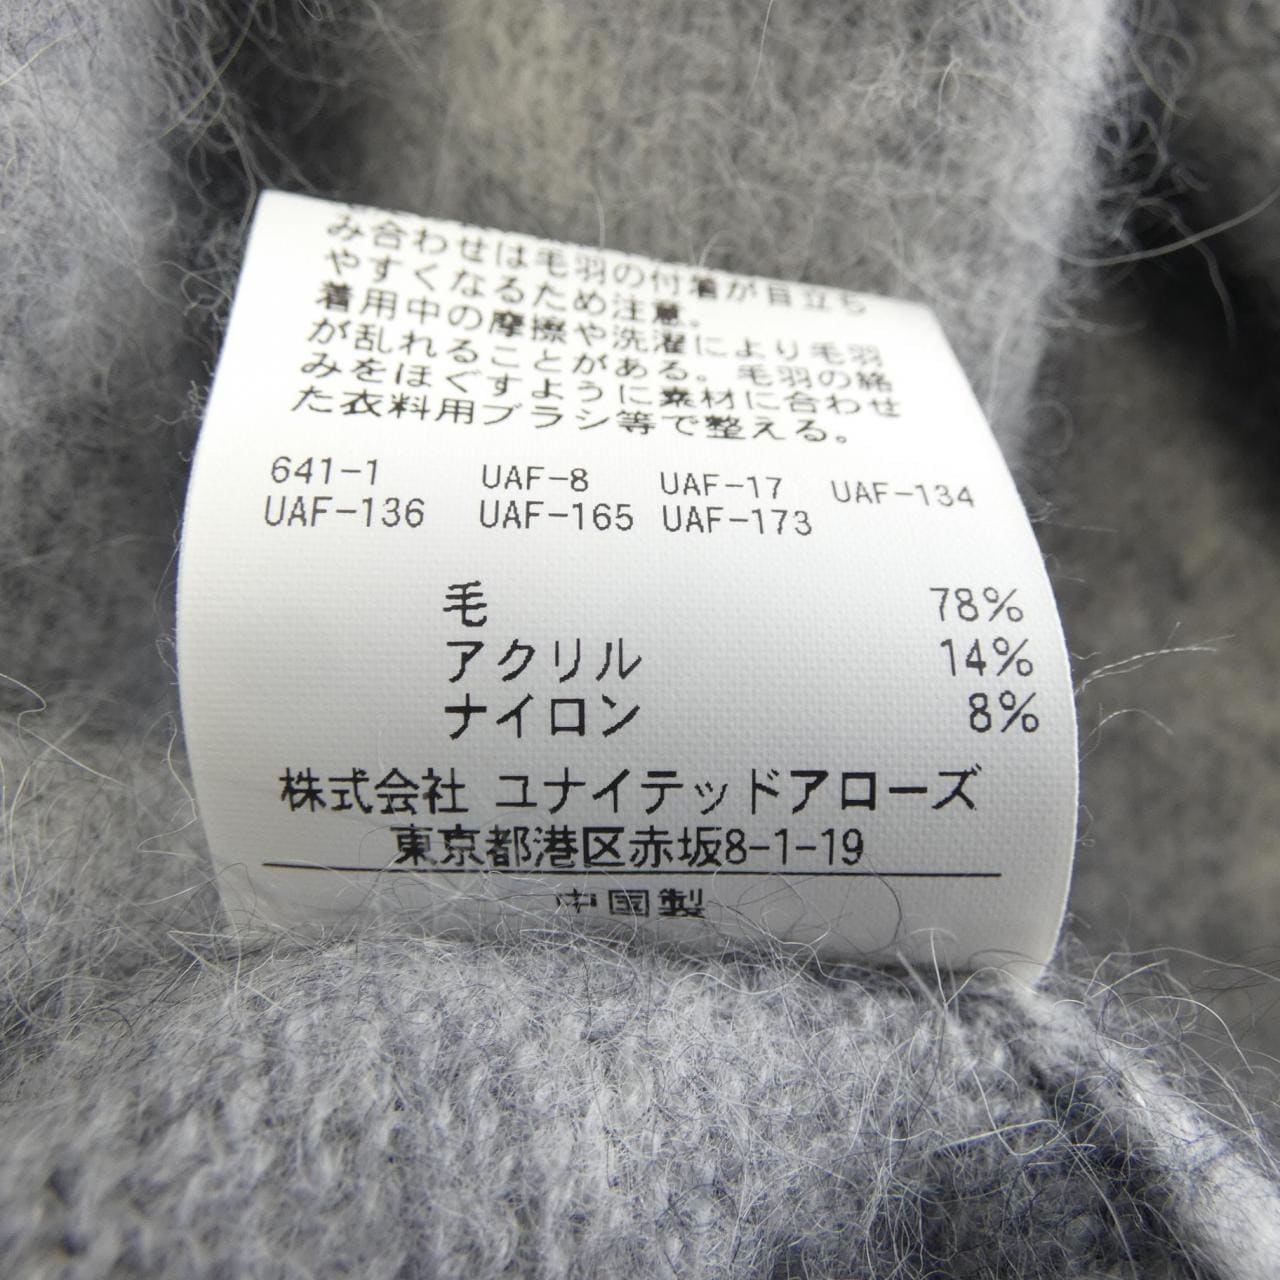 み合わせは毛羽の付着が目立ち
やすくなるため注意。
着用中の摩擦や洗濯により毛羽
が乱れることがある。毛羽の絡
みをほぐすように素材に合わせ
た衣料用ブラシ等で整える。
641-1 UAF-8 UAF-17 UAF-134
UAF-136 UAF-165 UAF-173
毛 78%
アクリル 14%
ナイロン 8%
株式会社 ユナイテッドアローズ
東京都港区赤坂8-1-19
中国製